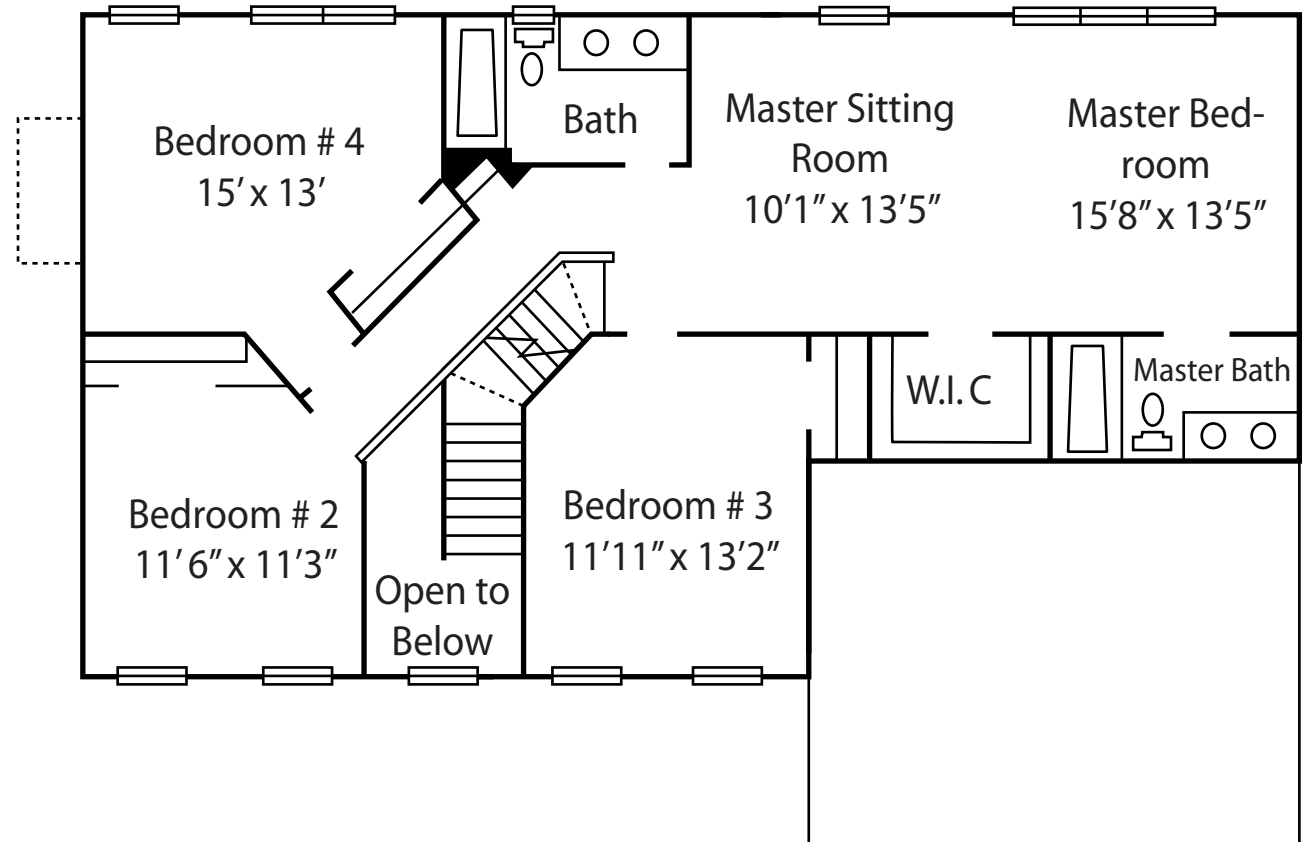 Bedroom # 4
15' x 13'
Bath
Master Sitting
Room
10'1" x 13'5"
Master Bed-
room
15'8" x 13'5"
W.I. C
Master Bath
Bedroom # 2
11' 6" x 11'3"
Open to
Below
Bedroom # 3
11'11" x 13'2"